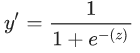 y′ = 1 / (1 + e^−(z))